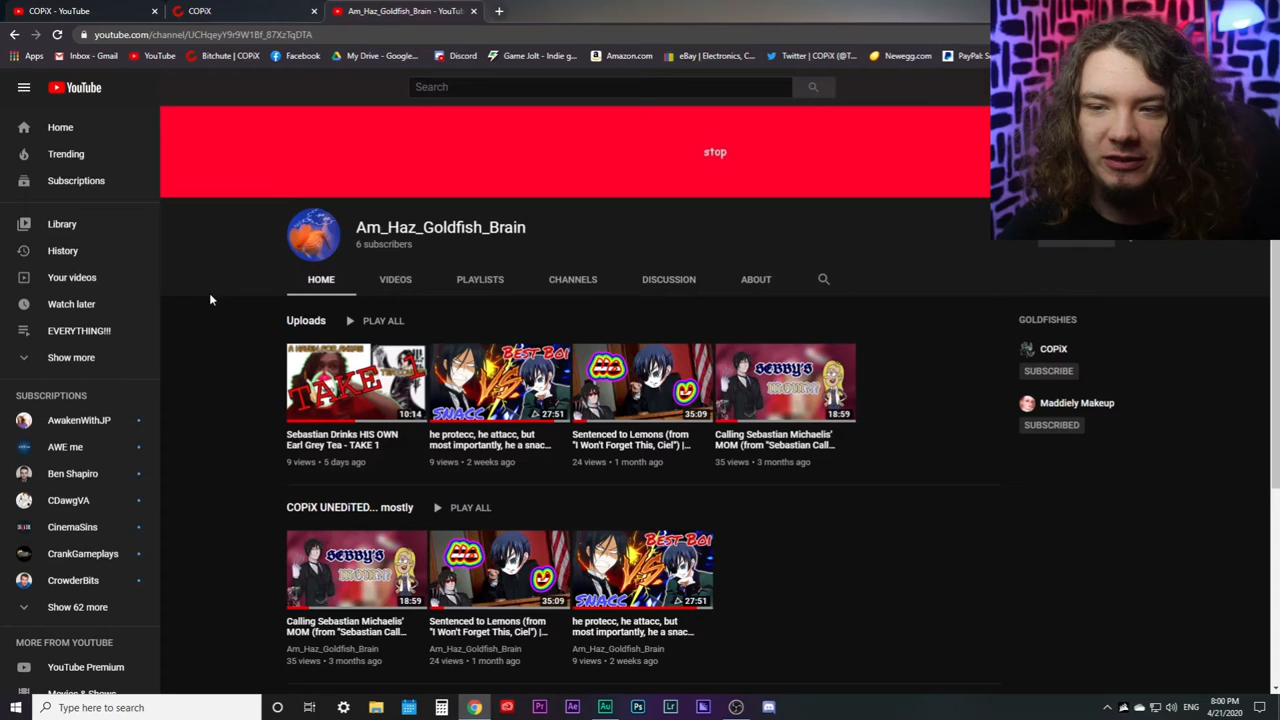 COPiX - YouTube
COPiX
Am_Haz_Goldfish_Brain - YouTub
youtube.com/channel/UCHqeyY9r9W1Bf_87XzTqDTA
Apps
Inbox - Gmail
YouTube
Bitchute | COPiX
Facebook
My Drive - Google...
Discord
Game Jolt - Indie g...
Amazon.com
eBay | Electronics, C...
Twitter | COPiX (@T...
Newegg.com
PayPal:
YouTube
Search
stop
Home
Trending
Subscriptions
Library
History
Your videos
Watch later
EVERYTHING!!!
Show more
SUBSCRIPTIONS
AwakenWithJP
AWE me
Ben Shapiro
CDawgVA
CinemaSins
CrankGameplays
CrowderBits
Show 62 more
MORE FROM YOUTUBE
YouTube Premium
Movies & Shows
Am_Haz_Goldfish_Brain
6 subscribers
HOME
VIDEOS
PLAYLISTS
CHANNELS
DISCUSSION
ABOUT
Uploads
PLAY ALL
TAKE 1
10:14
BEST BOI
VS
SNACC
27:51
35:09
SEBBY'S
18:59
Sebastian Drinks HIS OWN
Earl Grey Tea - TAKE 1
9 views • 5 days ago
he protecc, he attacc, but
most importantly, he a snac...
9 views • 2 weeks ago
Sentenced to Lemons (from
"I Won't Forget This, Ciel") |...
24 views • 1 month ago
Calling Sebastian Michaelis'
MOM (from "Sebastian Call...
35 views • 3 months ago
COPiX UNEDiTED... mostly
PLAY ALL
SEBBY'S
18:59
35:09
BEST BOI
VS
SNACC
27:51
Calling Sebastian Michaelis'
MOM (from "Sebastian Call...
Am_Haz_Goldfish_Brain
35 views • 3 months ago
Sentenced to Lemons (from
"I Won't Forget This, Ciel") |...
Am_Haz_Goldfish_Brain
24 views • 1 month ago
he protecc, he attacc, but
most importantly, he a snac...
Am_Haz_Goldfish_Brain
9 views • 2 weeks ago
GOLDFISHIES
COPiX
SUBSCRIBE
Maddiely Makeup
SUBSCRIBED
Type here to search
Pr
Ae
Au
Ps
Lr
ENG
8:00 PM
4/21/2020